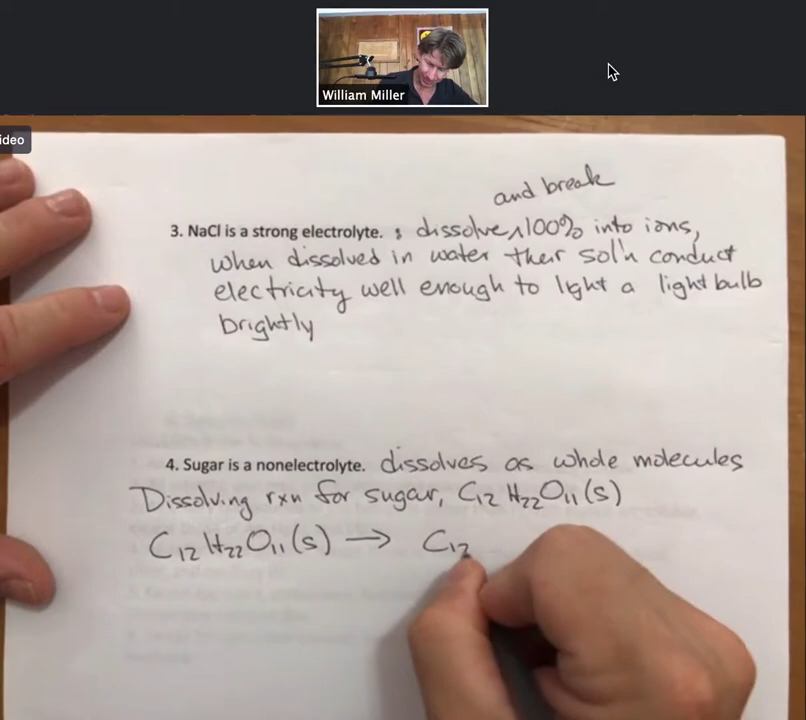 William Miller
ideo
and break
3. NaCl is a strong electrolyte. : dissolve ^ 100% into ions,
when dissolved in water their sol'n conduct
electricity well enough to light a light bulb
brightly
4. Sugar is a nonelectrolyte. dissolves as whole molecules
Dissolving rxn for sugar, C₁₂H₂₂O₁₁(s)
C₁₂H₂₂O₁₁(s) → C₁₂